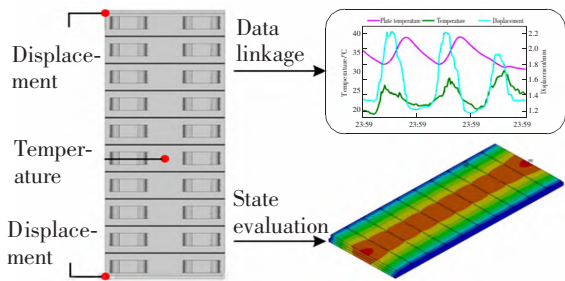 Displace-
ment
Temper-
ature
Displace-
ment
Data
linkage
State
evaluation
Plate temperature
Temperature
Displacement
Temperature/°C
40
35
30
25
20
2.2
2.0
1.8
1.6
1.4
1.2
Displacement/mm
23:59
23:59
23:59
23:59